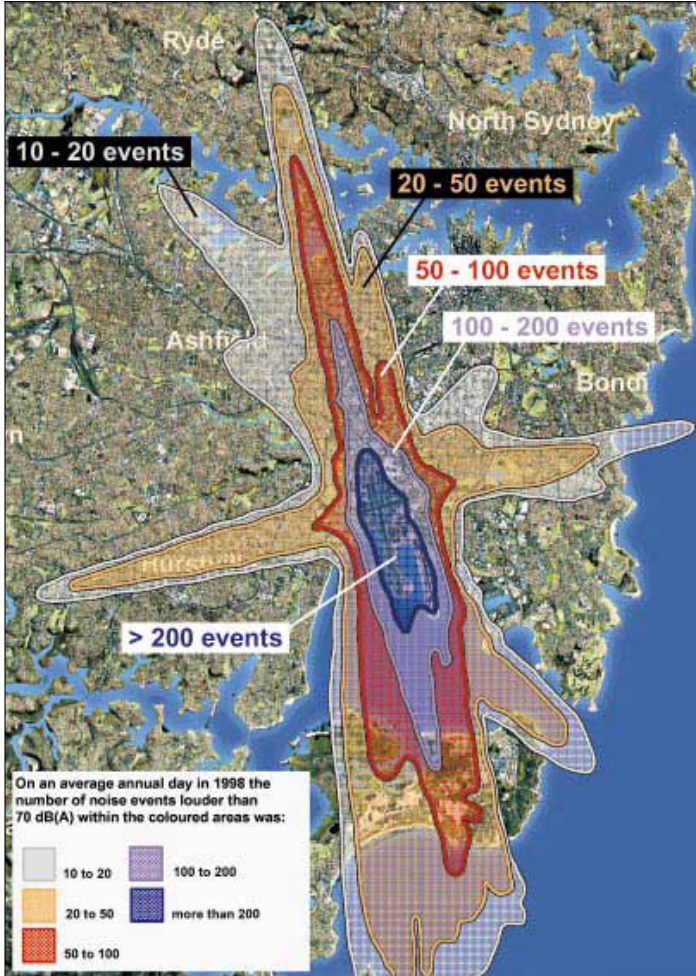 Ryde
North Sydney
10 - 20 events
20 - 50 events
50 - 100 events
100 - 200 events
Ashfield
Bondi
n
> 200 events
On an average annual day in 1998 the
number of noise events louder than
70 dB(A) within the coloured areas was:
10 to 20
100 to 200
20 to 50
more than 200
50 to 100